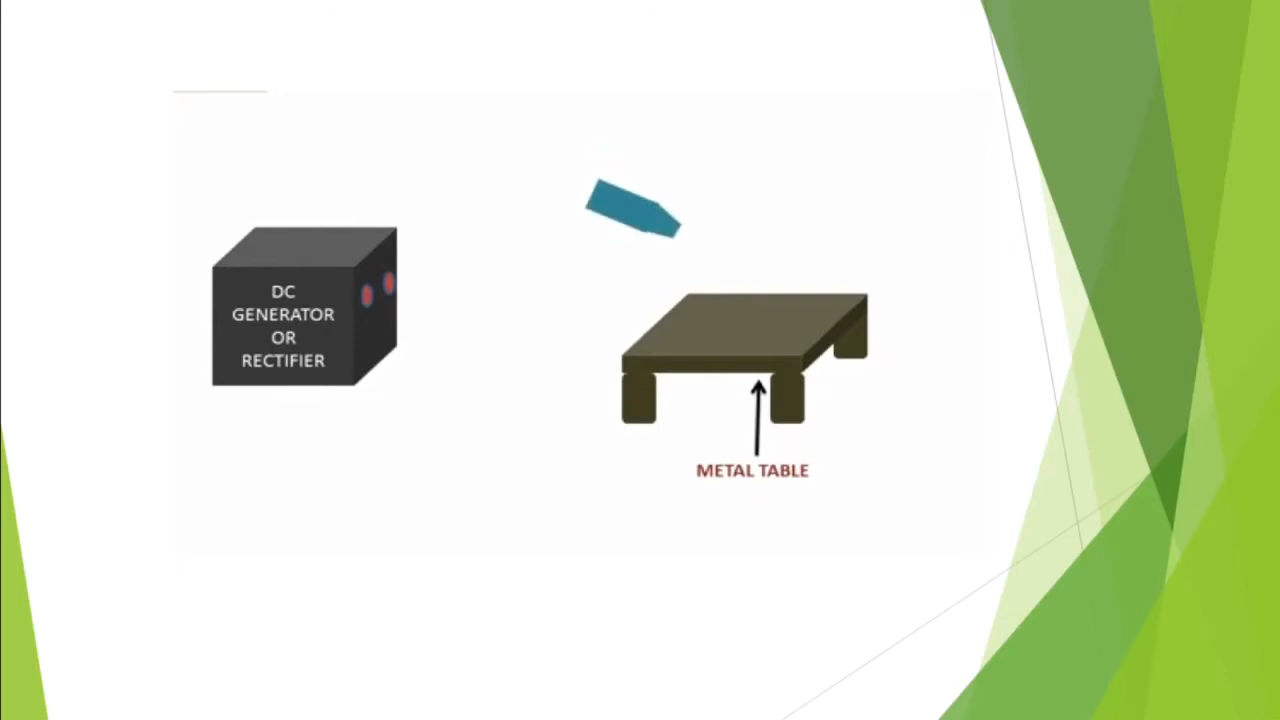 DC
GENERATOR
OR
RECTIFIER
METAL TABLE